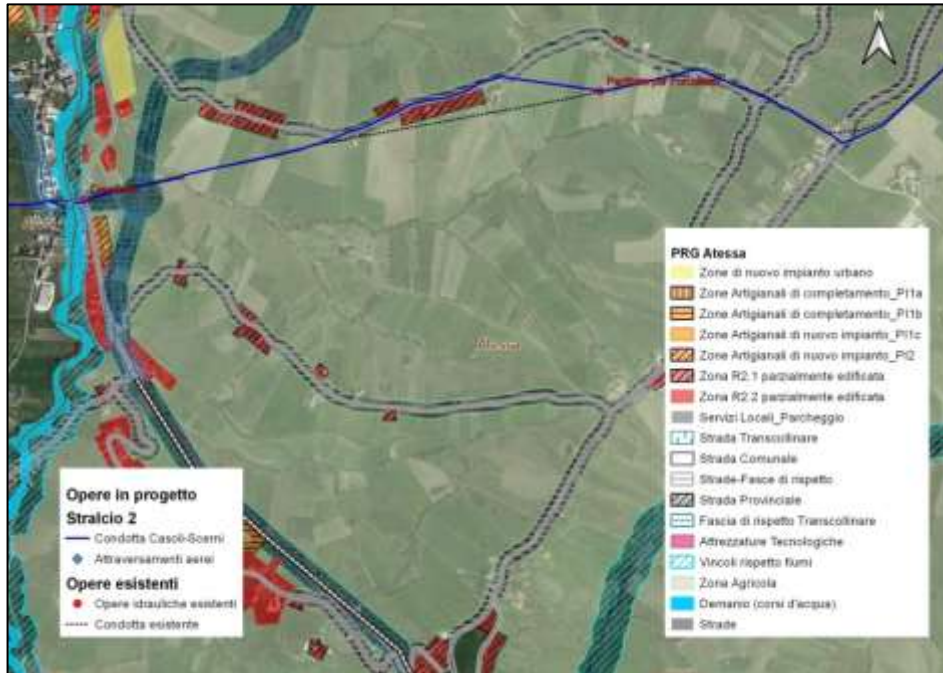 N
PRG Atessa
Zone di nuovo impianto urbano
Zone Artigianali di completamento_PI1a
Zone Artigianali di completamento_PI1b
Zone Artigianali di nuovo impianto_PI1c
Zone Artigianali di nuovo impianto_PI2
Zona R2.1 parzialmente edificata
Zona R2.2 parzialmente edificata
Servizi Locali_Parcheggio
Strada Transcollinare
Strada Comunale
Strade-Fasce di rispetto
Strada Provinciale
Fascia di rispetto Transcollinare
Attrezzature Tecnologiche
Vincoli rispetto fiumi
Zona Agricola
Demanio (corsi d'acqua)
Strade
Opere in progetto
Stralcio 2
Condotta Casoli-Scerni
Attraversamenti aerei
Opere esistenti
Opere idrauliche esistenti
Condotta esistente